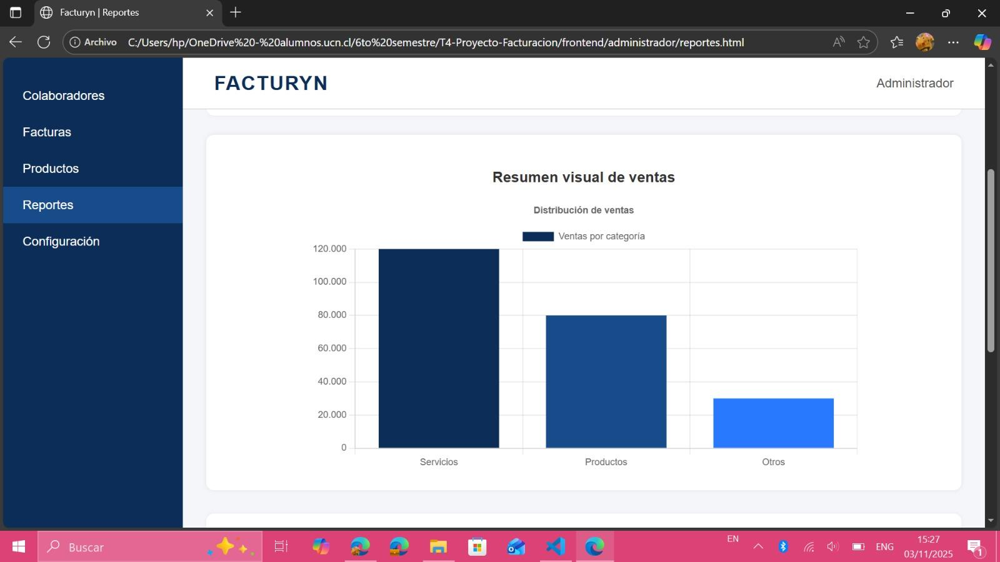 Facturyn | Reportes
Archivo C:/Users/hp/OneDrive%20-%20alumnos.ucn.cl/6to%20semestre/T4-Proyecto-Facturacion/frontend/administrador/reportes.html
Colaboradores
Facturas
Productos
Reportes
Configuración
FACTURYN
Administrador
Resumen visual de ventas
Distribución de ventas
Ventas por categoría
120.000
100.000
80.000
60.000
40.000
20.000
0
Servicios Productos Otros
Buscar
EN
ENG
15:27
03/11/2025
1